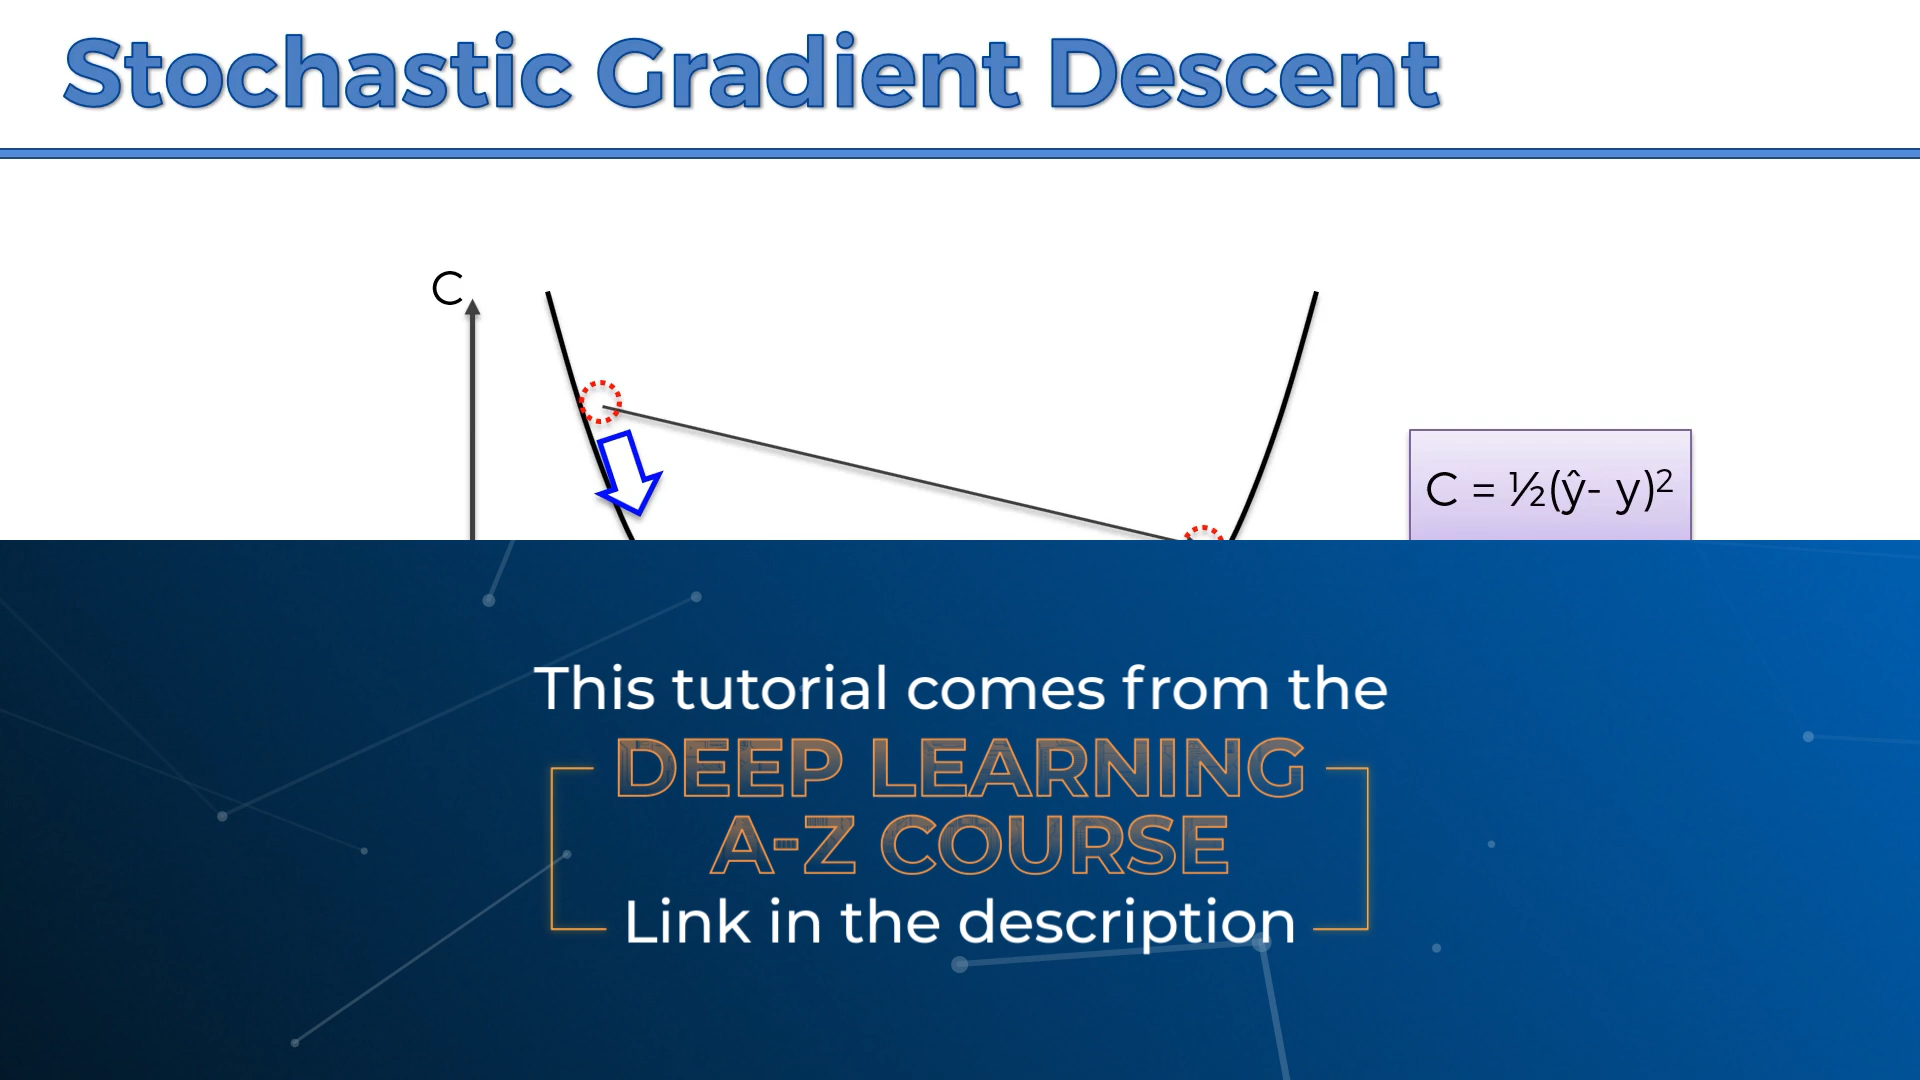 Stochastic Gradient Descent
C
C = ½(ŷ- y)²
This tutorial comes from the
DEEP LEARNING
A-Z COURSE
Link in the description